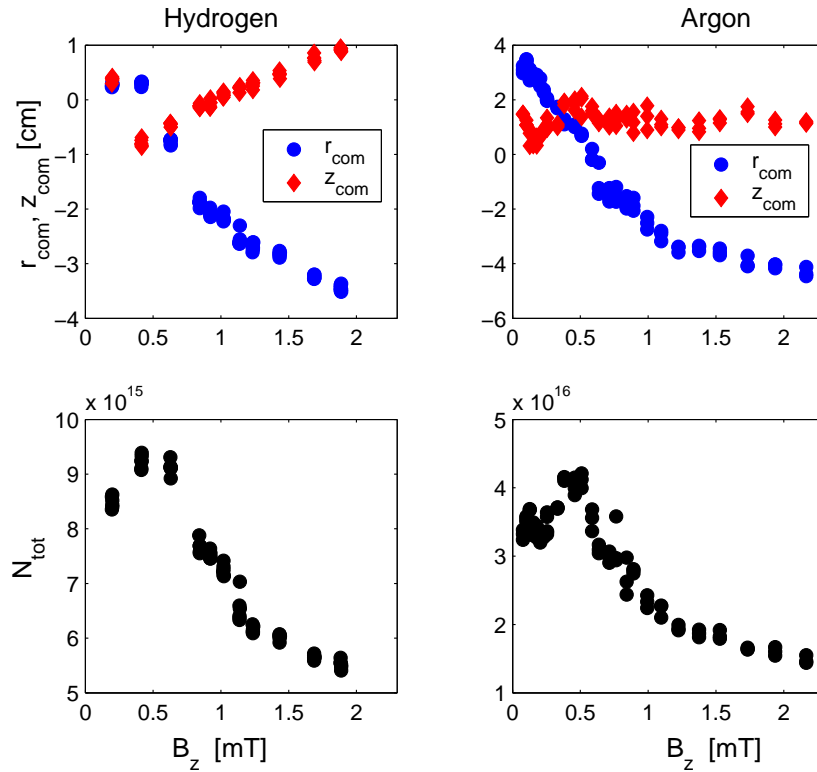 Hydrogen
Argon
1
0
−1
−2
−3
−4
r_com, z_com [cm]
r_com
z_com
0 0.5 1 1.5 2
4
2
0
−2
−4
−6
r_com
z_com
0 0.5 1 1.5 2
x 10^15
10
9
8
7
6
5
N_tot
0 0.5 1 1.5 2
B_z [mT]
x 10^16
5
4
3
2
1
0 0.5 1 1.5 2
B_z [mT]